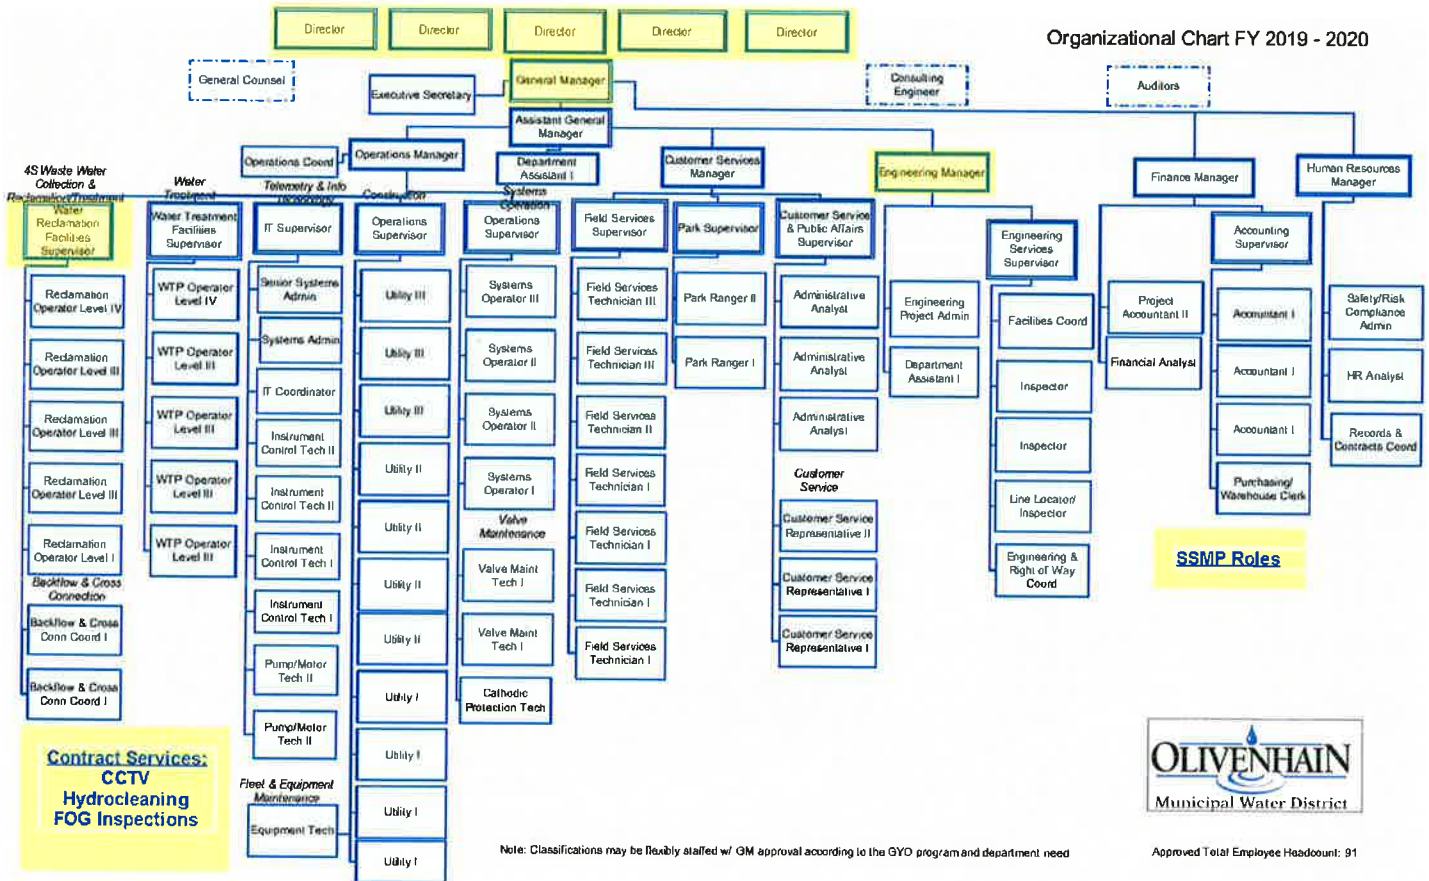 Director
Director
Director
Director
Director
Organizational Chart FY 2019 - 2020
General Counsel
Executive Secretary
General Manager
Consulting
Engineer
Auditors
Assistant General
Manager
Operations Coord
Operations Manager
Department
Assistant I
Customer Services
Manager
Engineering Manager
Finance Manager
Human Resources
Manager
4S Waste Water
Collection &
Reclamation/Treatment
Water
Reclamation
Facilities
Supervisor
Reclamation
Operator Level IV
Reclamation
Operator Level III
Reclamation
Operator Level III
Reclamation
Operator Level III
Reclamation
Operator Level I
Backflow & Cross
Connection
Backflow & Cross
Conn Coord I
Backflow & Cross
Conn Coord I
Water
Treatment
Water Treatment
Facilities
Supervisor
WTP Operator
Level IV
WTP Operator
Level III
WTP Operator
Level III
WTP Operator
Level III
WTP Operator
Level III
Telemetry & Info
Technology
IT Supervisor
Senior Systems
Admin
Systems Admin
IT Coordinator
Instrument
Control Tech II
Instrument
Control Tech II
Instrument
Control Tech I
Instrument
Control Tech I
Pump/Motor
Tech II
Pump/Motor
Tech II
Fleet & Equipment
Maintenance
Equipment Tech
Construction
Operations
Supervisor
Utility III
Utility III
Utility III
Utility II
Utility II
Utility II
Utility II
Utility I
Utility I
Utility I
Utility I
Systems
Operation
Operations
Supervisor
Systems
Operator III
Systems
Operator II
Systems
Operator II
Systems
Operator I
Valve
Maintenance
Valve Maint
Tech I
Valve Maint
Tech I
Cathodic
Protection Tech
Field Services
Supervisor
Field Services
Technician III
Field Services
Technician III
Field Services
Technician II
Field Services
Technician I
Field Services
Technician I
Field Services
Technician I
Field Services
Technician I
Park Supervisor
Park Ranger II
Park Ranger I
Customer Service
& Public Affairs
Supervisor
Administrative
Analyst
Administrative
Analyst
Administrative
Analyst
Customer
Service
Customer Service
Representative II
Customer Service
Representative I
Customer Service
Representative I
Engineering
Project Admin
Department
Assistant I
Engineering
Services
Supervisor
Facilities Coord
Inspector
Inspector
Line Locator/
Inspector
Engineering &
Right of Way
Coord
Project
Accountant II
Financial Analyst
Accounting
Supervisor
Accountant I
Accountant I
Accountant I
Purchasing/
Warehouse Clerk
Safety/Risk
Compliance
Admin
HR Analyst
Records &
Contracts Coord
SSMP Roles
Contract Services:
CCTV
Hydrocleaning
FOG Inspections
OLIVENHAIN
Municipal Water District
Note: Classifications may be flexibly staffed w/ GM approval according to the GYO program and department need
Approved Total Employee Headcount: 91